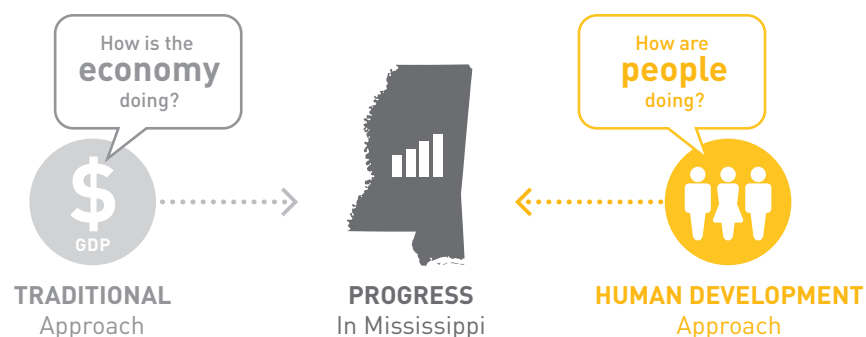 How is the
economy
doing?
How are
people
doing?
$
GDP
TRADITIONAL
Approach
PROGRESS
In Mississippi
HUMAN DEVELOPMENT
Approach